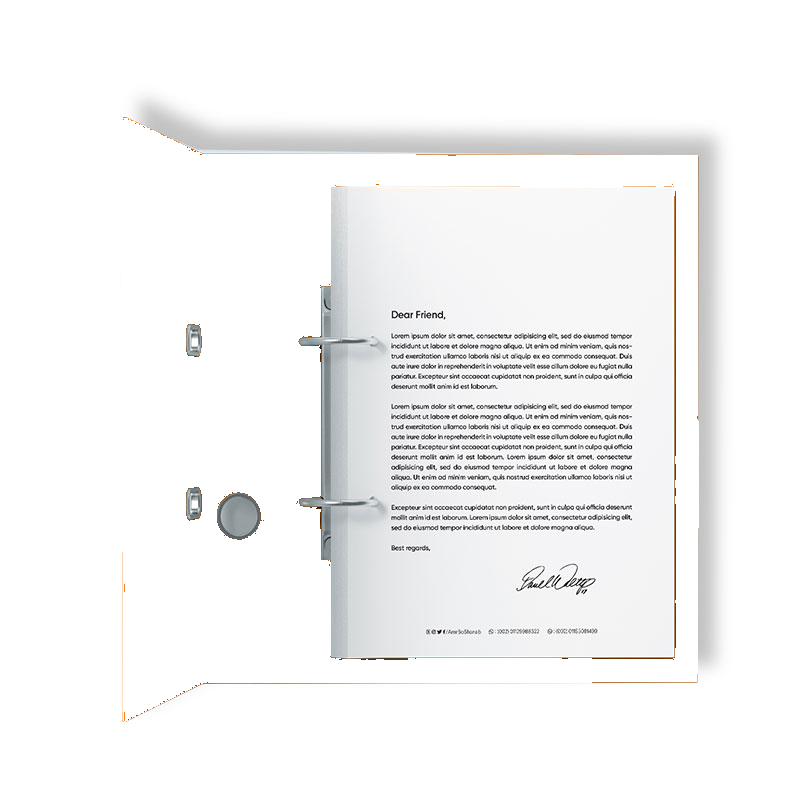 Dear Friend,
Lorem ipsum dolor sit amet, consectetur adipisicing elit, sed do eiusmod tempor
incididunt ut labore et dolore magna aliqua. Ut enim ad minim veniam, quis nos-
trud exercitation ullamco laboris nisi ut aliquip ex ea commodo consequat. Duis
aute irure dolor in reprehenderit in voluptate velit esse dillum dolore eu fugiat nulla
pariatur. Excepteur sint occaecat cupidatat non proident, sunt in culpa qui officia
deserunt mollit anim id est laborum.
Lorem ipsum dolor sit amet, consectetur adipisicing elit, sed do eiusmod tempor
incididunt ut labore et dolore magna aliqua. Ut enim ad minim veniam, quis nos-
trud exercitation ullamco laboris nisi ut aliquip ex ea commodo consequat. Duis
aute irure dolor in reprehenderit in voluptate velit esse dillum dolore eu fugiat nulla
pariatur. Excepteur sint occaecat cupidatat non proident, sunt in culpa qui officia
deserunt mollit anim id est laborum. Lorem ipsum dolor sit amet, consectetur
adipisicing elit, sed do eiusmod tempor incididunt ut labore et dolore magna
aliqua. Ut enim ad minim veniam, quis nostrud exercitation ullamco laboris nisi ut
aliquip ex ea commodo consequat.
Excepteur sint occaecat cupidatat non proident, sunt in culpa qui officia deserunt
mollit anim id est laborum. Lorem ipsum dolor sit amet, consectetur adipisicing elit,
sed do eiusmod tempor incididunt ut labore et dolore magna aliqua.
Best regards,